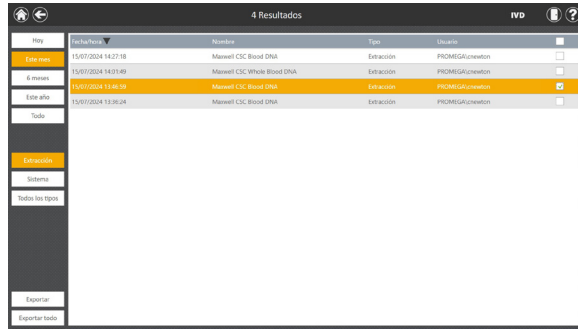 4 Resultados
IVD
?
Hoy
Este mes
6 meses
Este año
Todo
Extracción
Sistema
Todos los tipos
Exportar
Exportar todo
Fecha/hora Nombre Tipo Usuario
15/07/2024 14:27:18 Maxwell CSC Blood DNA Extracción PROMEGA\cnewton
15/07/2024 14:01:49 Maxwell CSC Whole Blood DNA Extracción PROMEGA\cnewton
15/07/2024 13:46:59 Maxwell CSC Blood DNA Extracción PROMEGA\cnewton
15/07/2024 13:36:24 Maxwell CSC Blood DNA Extracción PROMEGA\cnewton